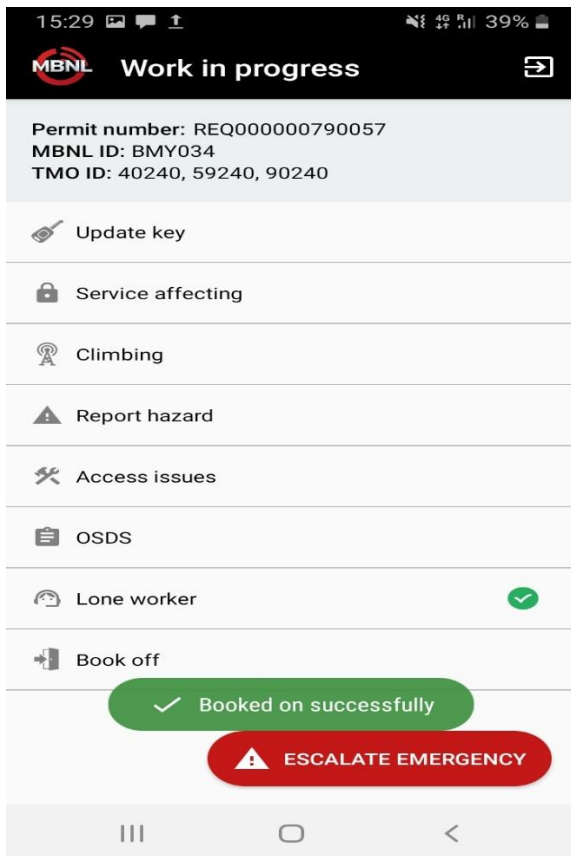 15:29 4G R 39%
MBNL Work in progress
Permit number: REQ000000790057
MBNL ID: BMY034
TMO ID: 40240, 59240, 90240
Update key
Service affecting
Climbing
Report hazard
Access issues
OSDS
Lone worker
Book off
Booked on successfully
ESCALATE EMERGENCY